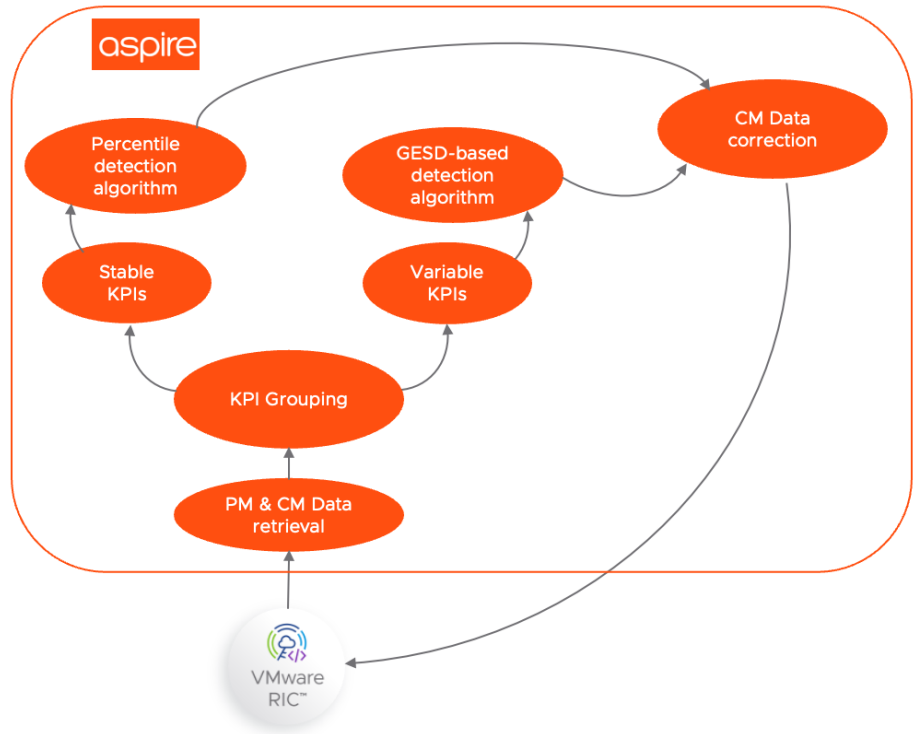 aspire
Percentile
detection
algorithm
GESD-based
detection
algorithm
CM Data
correction
Stable
KPIs
Variable
KPIs
KPI Grouping
PM & CM Data
retrieval
VMware
RIC™